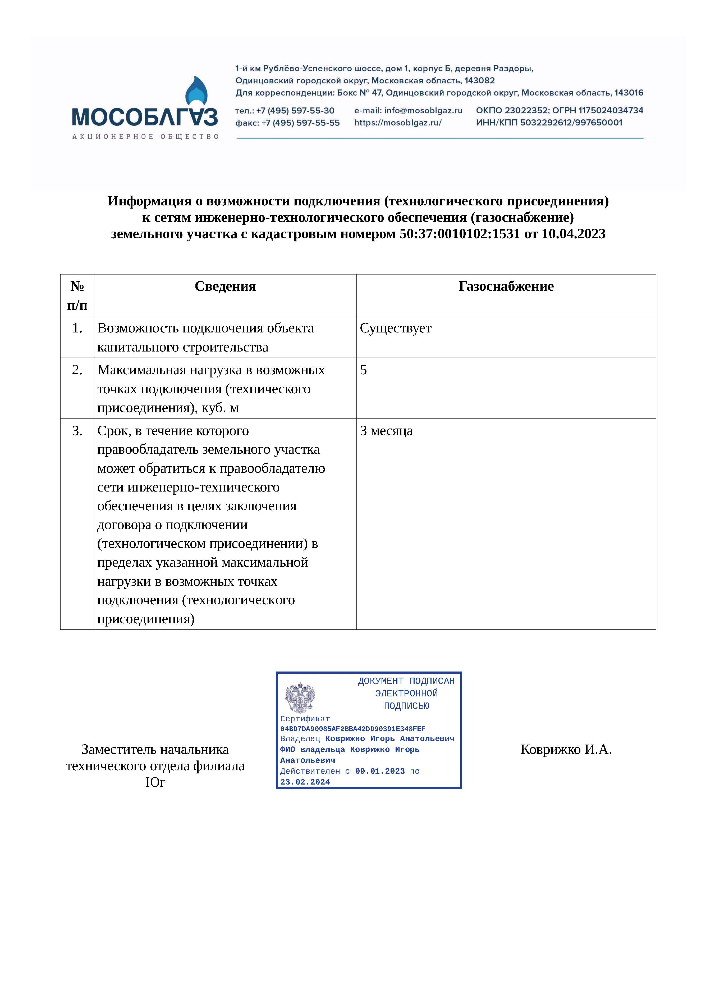 МОСОБЛГАЗ
АКЦИОНЕРНОЕ ОБЩЕСТВО
1-й км Рублёво-Успенского шоссе, дом 1, корпус Б, деревня Раздоры,
Одинцовский городской округ, Московская область, 143082
Для корреспонденции: Бокс № 47, Одинцовский городской округ, Московская область, 143016
тел.: +7 (495) 597-55-30 e-mail: info@mosoblgaz.ru ОКПО 23022352; ОГРН 1175024034734
факс: +7 (495) 597-55-55 https://mosoblgaz.ru/ ИНН/КПП 5032292612/997650001
Информация о возможности подключения (технологического присоединения)
к сетям инженерно-технологического обеспечения (газоснабжение)
земельного участка с кадастровым номером 50:37:0010102:1531 от 10.04.2023
№ п/п Сведения Газоснабжение
1. Возможность подключения объекта Существует
капитального строительства
2. Максимальная нагрузка в возможных 5
точках подключения (технического
присоединения), куб. м
3. Срок, в течение которого 3 месяца
правообладатель земельного участка
может обратиться к правообладателю
сети инженерно-технического
обеспечения в целях заключения
договора о подключении
(технологическом присоединении) в
пределах указанной максимальной
нагрузки в возможных точках
подключения (технологического
присоединения)
Заместитель начальника
технического отдела филиала
Юг
ДОКУМЕНТ ПОДПИСАН
ЭЛЕКТРОННОЙ
ПОДПИСЬЮ
Сертификат
04BD7DA90085AF2BBA42DD90391E348FEF
Владелец Коврижко Игорь Анатольевич
ФИО владельца Коврижко Игорь
Анатольевич
Действителен с 09.01.2023 по
23.02.2024
Коврижко И.А.